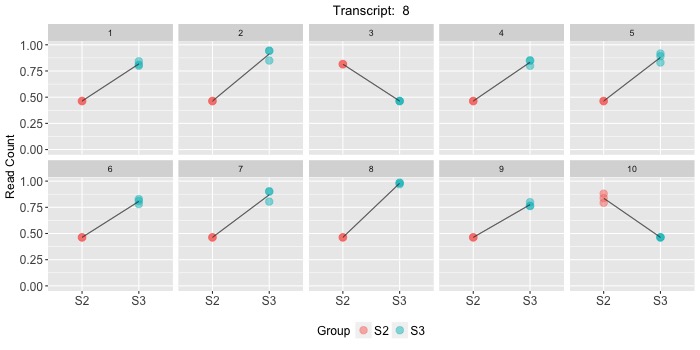 Transcript: 8
1 2 3 4 5
1.00
0.75
0.50
0.25
0.00
Read Count
6 7 8 9 10
1.00
0.75
0.50
0.25
0.00
S2 S3 S2 S3 S2 S3 S2 S3 S2 S3
Group S2 S3